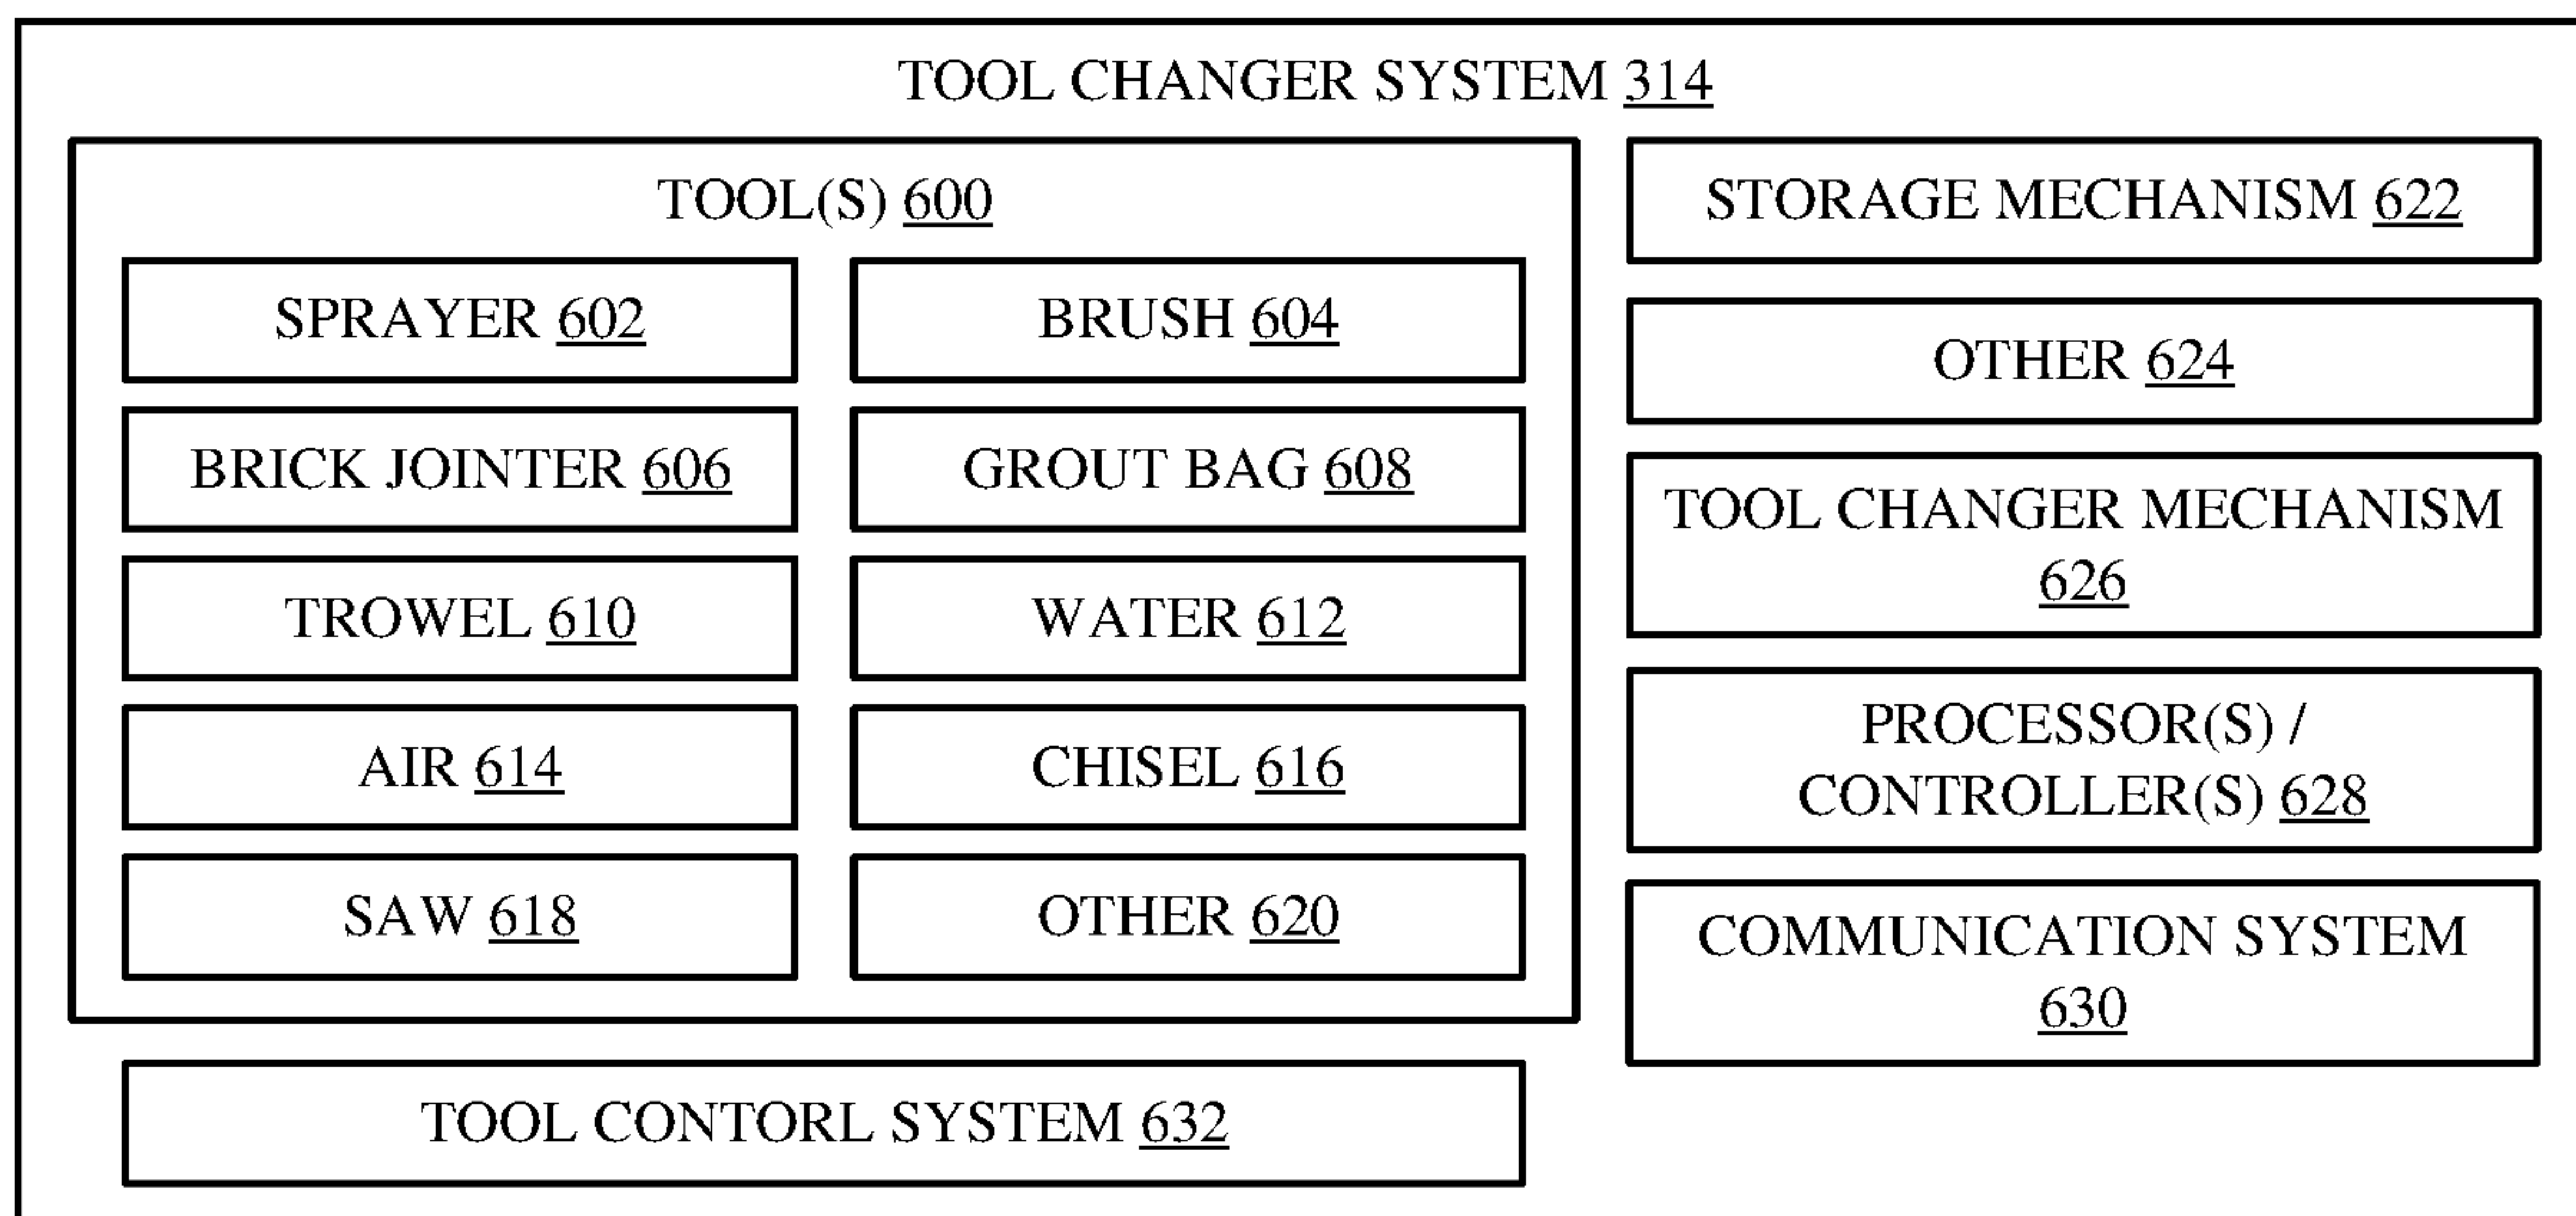 TOOL CHANGER SYSTEM 314
TOOL(S) 600
SPRAYER 602
BRUSH 604
BRICK JOINTER 606
GROUT BAG 608
TROWEL 610
WATER 612
AIR 614
CHISEL 616
SAW 618
OTHER 620
TOOL CONTORL SYSTEM 632
STORAGE MECHANISM 622
OTHER 624
TOOL CHANGER MECHANISM
626
PROCESSOR(S) /
CONTROLLER(S) 628
COMMUNICATION SYSTEM
630